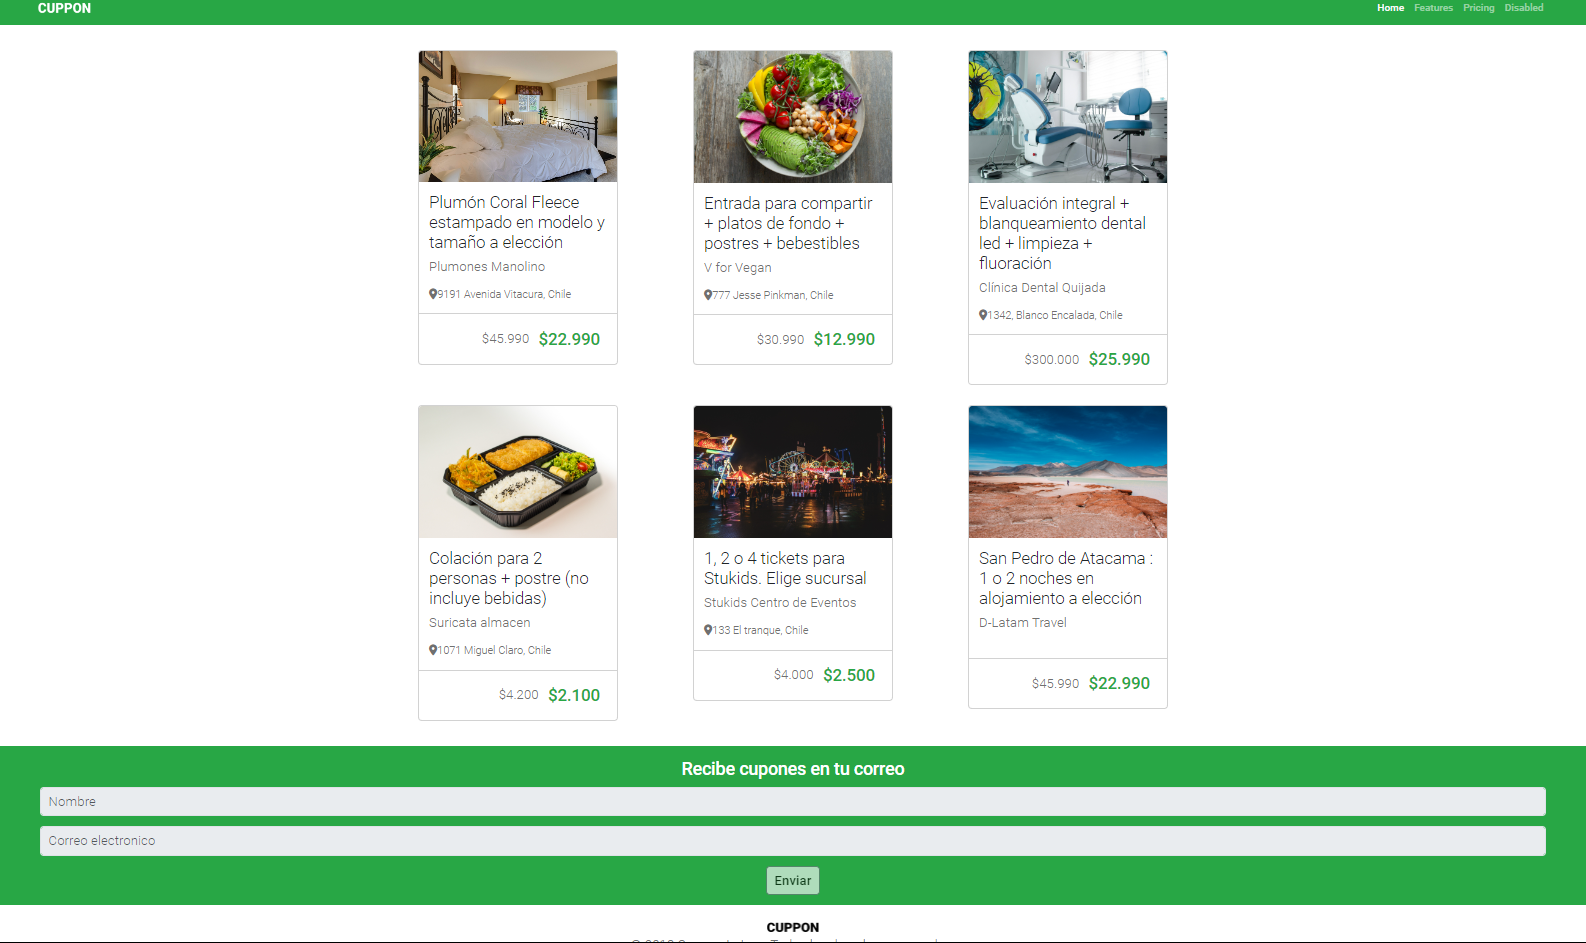 CUPPON
Home Features Pricing Disabled
Plumón Coral Fleece
estampado en modelo y
tamaño a elección
Plumones Manolino
9191 Avenida Vitacura, Chile
$45.990 $22.990
Entrada para compartir
+ platos de fondo +
postres + bebestibles
V for Vegan
777 Jesse Pinkman, Chile
$30.990 $12.990
Evaluación integral +
blanqueamiento dental
led + limpieza +
fluoración
Clínica Dental Quijada
1342, Blanco Encalada, Chile
$300.000 $25.990
Colación para 2
personas + postre (no
incluye bebidas)
Suricata almacen
1071 Miguel Claro, Chile
$4.200 $2.100
1, 2 o 4 tickets para
Stukids. Elige sucursal
Stukids Centro de Eventos
133 El tranque, Chile
$4.000 $2.500
San Pedro de Atacama :
1 o 2 noches en
alojamiento a elección
D-Latam Travel
$45.990 $22.990
Recibe cupones en tu correo
Nombre
Correo electronico
Enviar
CUPPON